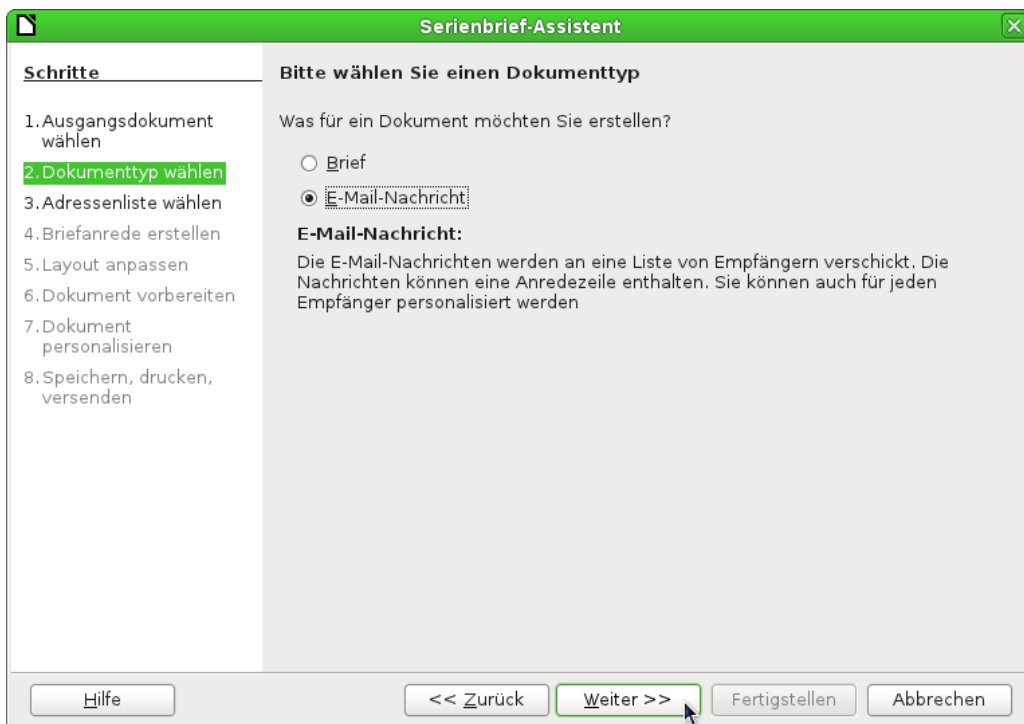 Serienbrief-Assistent
Schritte
1.Ausgangsdokument
wählen
2.Dokumenttyp wählen
3.Adressenliste wählen
4.Briefanrede erstellen
5.Layout anpassen
6.Dokument vorbereiten
7.Dokument
personalisieren
8.Speichern, drucken,
versenden
Bitte wählen Sie einen Dokumenttyp
Was für ein Dokument möchten Sie erstellen?
Brief
E-Mail-Nachricht
E-Mail-Nachricht:
Die E-Mail-Nachrichten werden an eine Liste von Empfängern verschickt. Die
Nachrichten können eine Anredezeile enthalten. Sie können auch für jeden
Empfänger personalisiert werden
Hilfe
<< Zurück
Weiter >>
Fertigstellen
Abbrechen